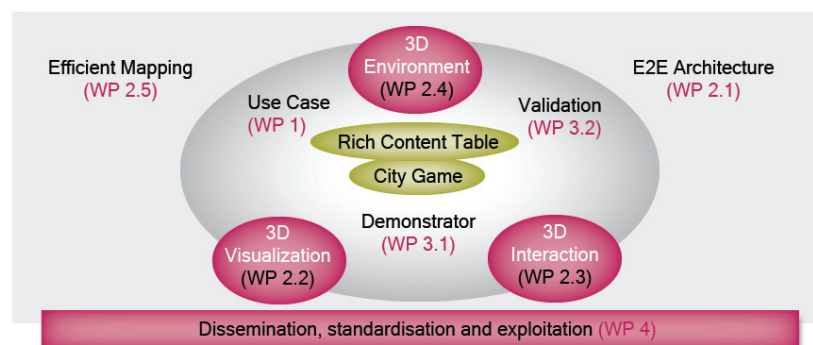 3D
Environment
(WP 2.4)
Efficient Mapping
(WP 2.5)
E2E Architecture
(WP 2.1)
Use Case
(WP 1)
Validation
(WP 3.2)
Rich Content Table
City Game
Demonstrator
(WP 3.1)
3D
Visualization
(WP 2.2)
3D
Interaction
(WP 2.3)
Dissemination, standardisation and exploitation (WP 4)